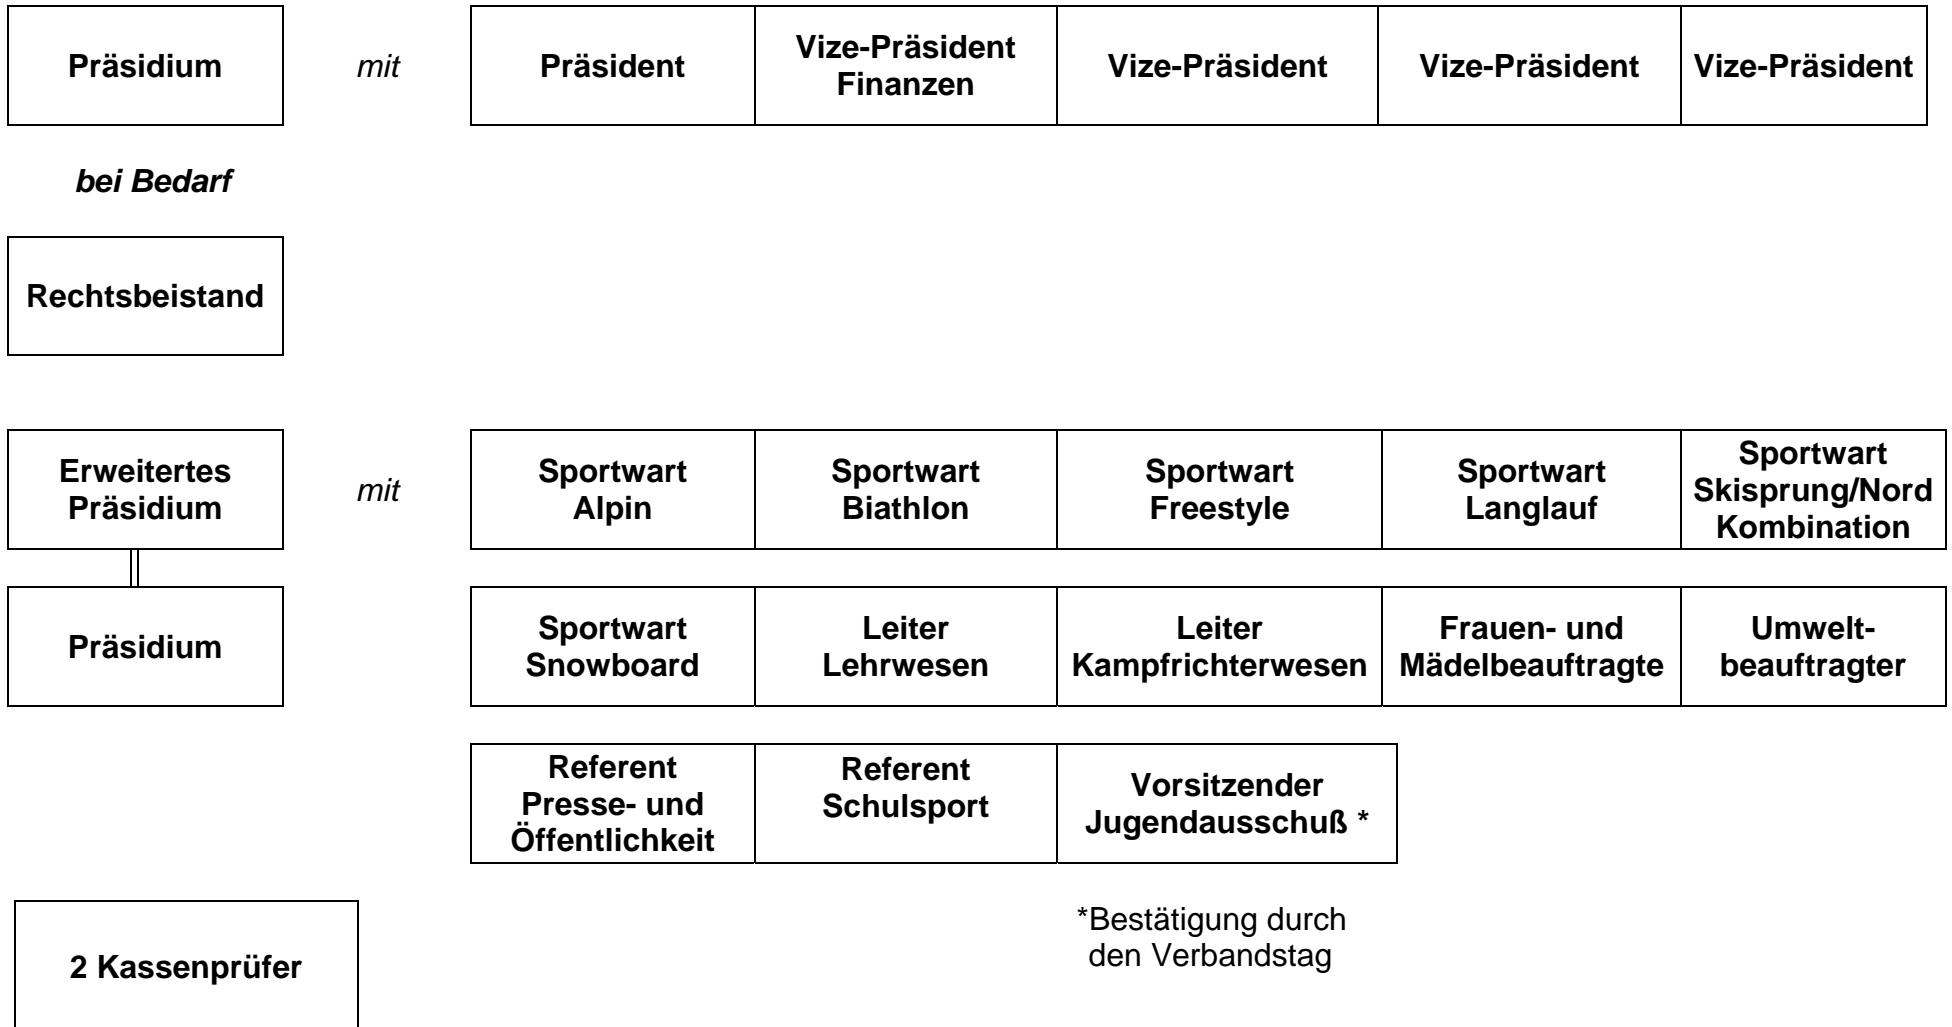 Präsidium
mit
Präsident
Vize-Präsident
Finanzen
Vize-Präsident
Vize-Präsident
Vize-Präsident
bei Bedarf
Rechtsbeistand
Erweitertes
Präsidium
mit
Sportwart
Alpin
Sportwart
Biathlon
Sportwart
Freestyle
Sportwart
Langlauf
Sportwart
Skisprung/Nord
Kombination
Präsidium
Sportwart
Snowboard
Leiter
Lehrwesen
Leiter
Kampfrichterwesen
Frauen- und
Mädelbeauftragte
Umwelt-
beauftragter
Referent
Presse- und
Öffentlichkeit
Referent
Schulsport
Vorsitzender
Jugendausschuß *
2 Kassenprüfer
*Bestätigung durch
den Verbandstag